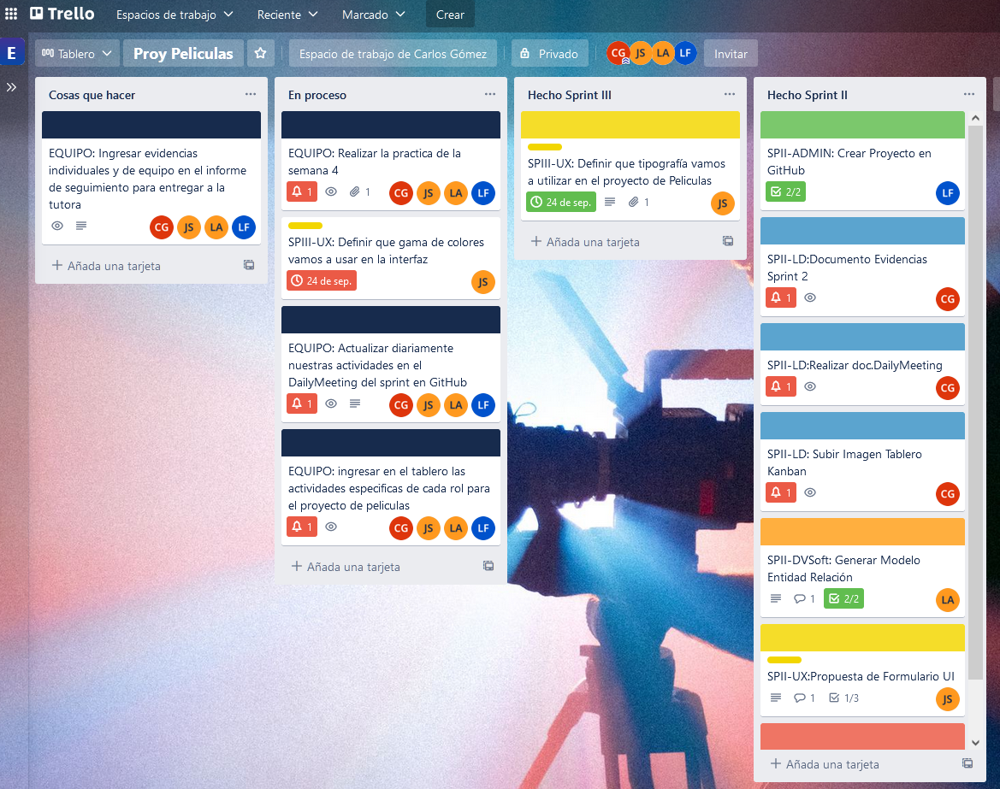 Trello Espacios de trabajo Reciente Marcado Crear
E Tablero Proy Peliculas Espacio de trabajo de Carlos Gómez Privado CG JS LA LF Invitar
Cosas que hacer
EQUIPO: Ingresar evidencias
individuales y de equipo en el informe
de seguimiento para entregar a la
tutora
CG JS LA LF
Añada una tarjeta
En proceso
EQUIPO: Realizar la practica de la
semana 4
1 1 CG JS LA LF
SPIII-UX: Definir que gama de colores
vamos a usar en la interfaz
24 de sep. JS
EQUIPO: Actualizar diariamente
nuestras actividades en el
DailyMeeting del sprint en GitHub
1 CG JS LA LF
EQUIPO: ingresar en el tablero las
actividades especificas de cada rol para
el proyecto de peliculas
1 CG JS LA LF
Añada una tarjeta
Hecho Sprint III
SPIII-UX: Definir que tipografía vamos
a utilizar en el proyecto de Peliculas
24 de sep. 1 JS
Añada una tarjeta
Hecho Sprint II
SPII-ADMIN: Crear Proyecto en
GitHub
2/2 LF
SPII-LD:Documento Evidencias
Sprint 2
1 CG
SPII-LD:Realizar doc.DailyMeeting
1 CG
SPII-LD: Subir Imagen Tablero
Kanban
1 CG
SPII-DVSoft: Generar Modelo
Entidad Relación
1 2/2 LA
SPII-UX:Propuesta de Formulario UI
1 1/3 JS
Añada una tarjeta